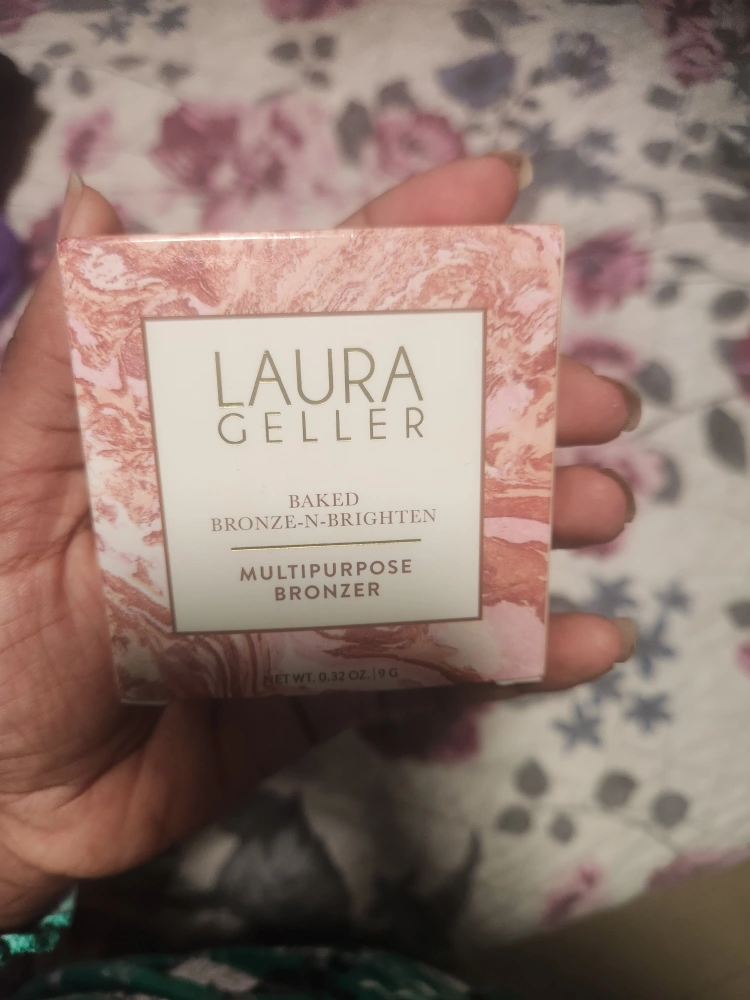 LAURA
GELLER
BAKED
BRONZE-N-BRIGHTEN
MULTIPURPOSE
BRONZER
NET WT. 0.32 OZ. | 9 G